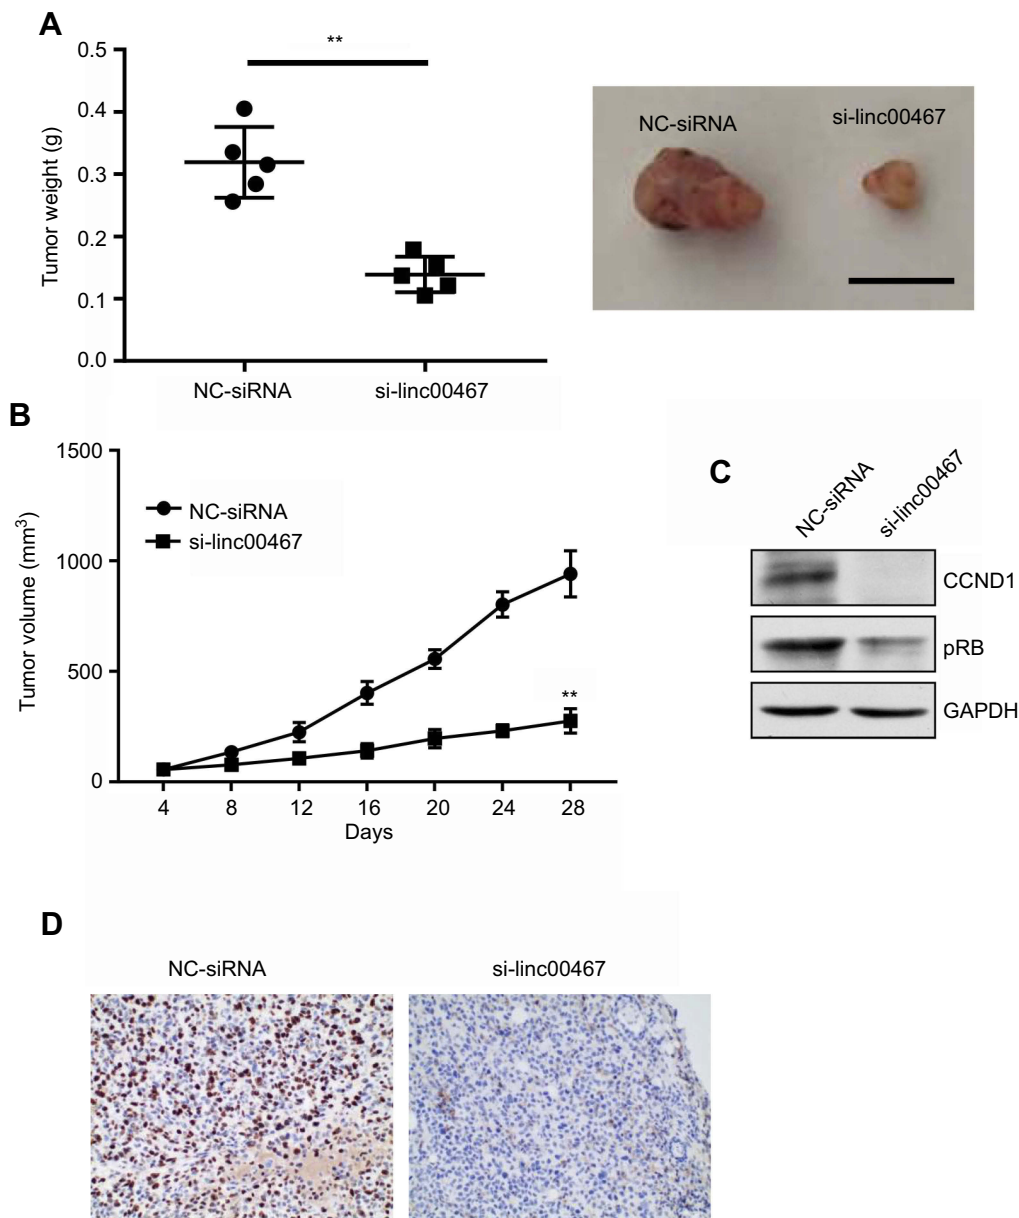 A
**
0.5
0.4
0.3
0.2
0.1
0.0
Tumor weight (g)
NC-siRNA
si-linc00467
NC-siRNA
si-linc00467
B
1500
1000
500
0
Tumor volume (mm³)
NC-siRNA
si-linc00467
**
4 8 12 16 20 24 28
Days
C
NC-siRNA
si-linc00467
CCND1
pRB
GAPDH
D
NC-siRNA
si-linc00467